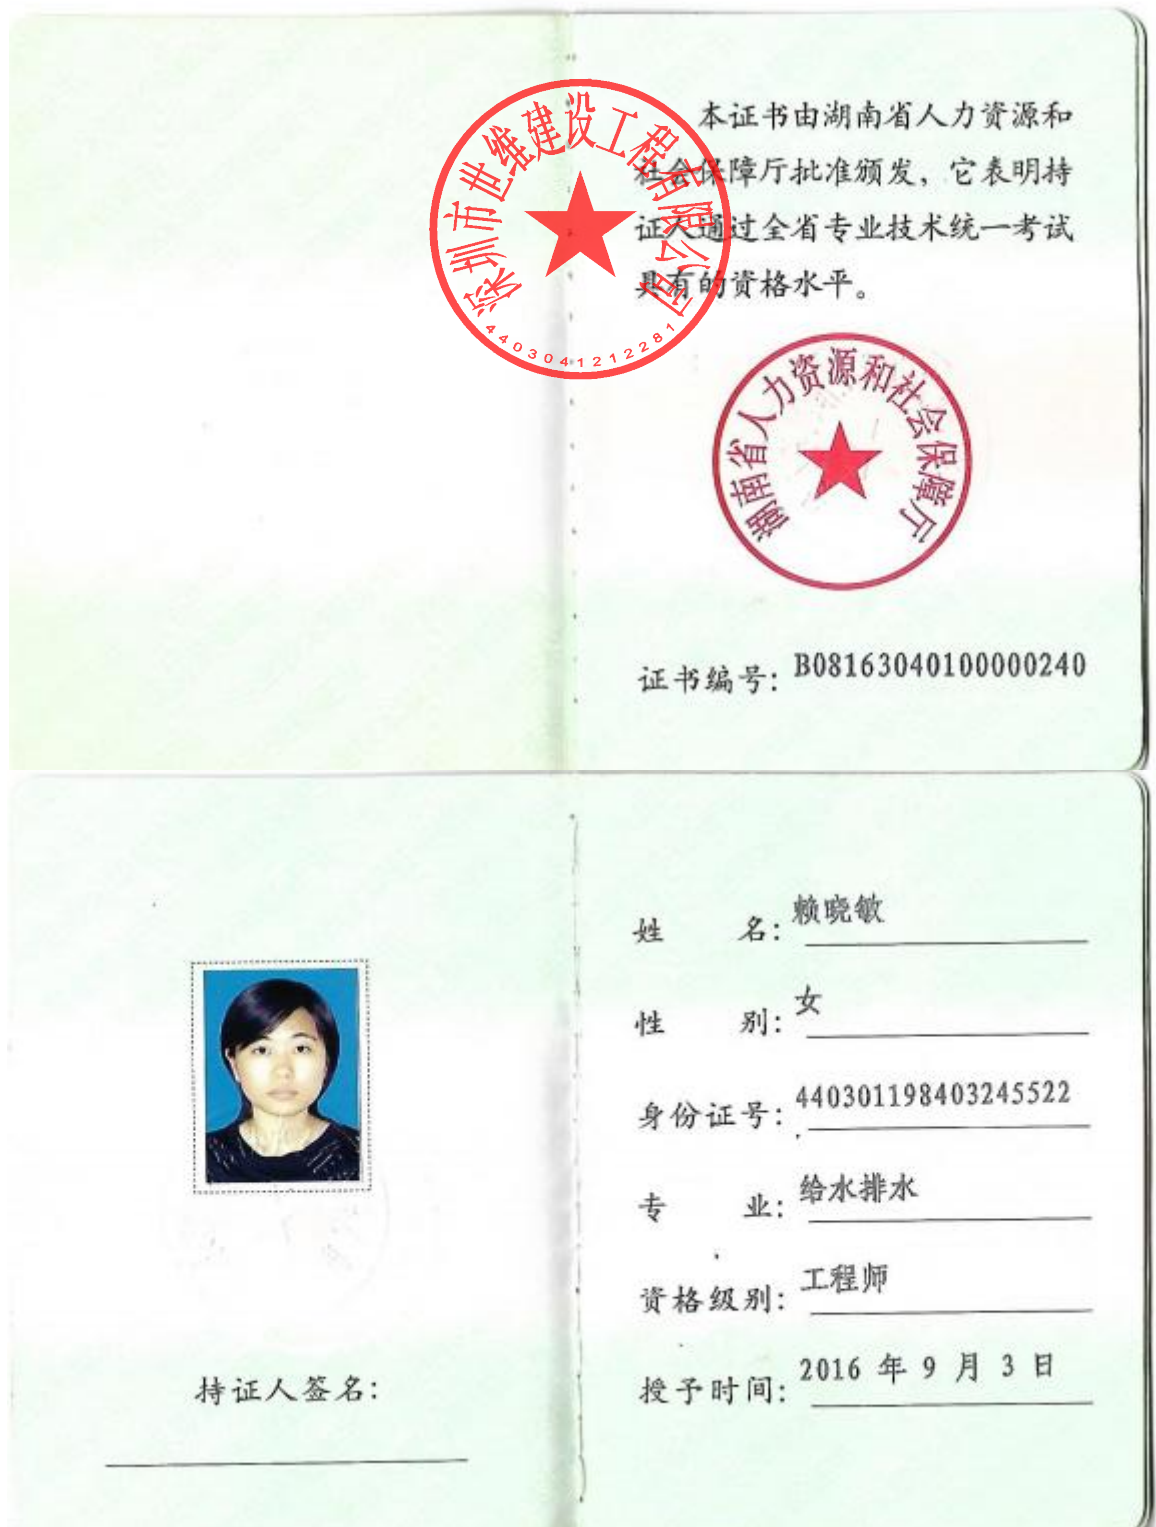 本证书由湖南省人力资源和
社会保障厅批准颁发，它表明持
证人通过全省专业技术统一考试
具有的资格水平。
深圳市世维建设工程有限公司
4403041212281
湖南省人力资源和社会保障厅
证书编号：B08163040100000240
姓 名：赖晓敏
性 别：女
身份证号：440301198403245522
专 业：给水排水
资格级别：工程师
授予时间：2016 年 9 月 3 日
持证人签名：